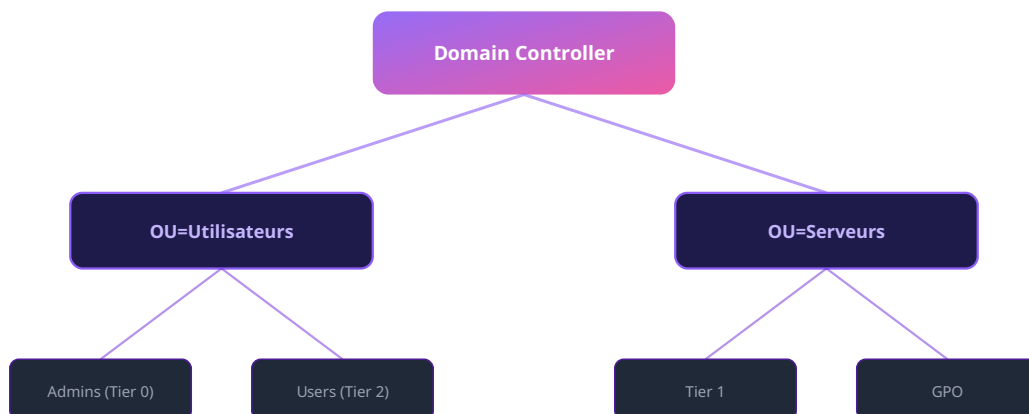 Domain Controller
OU=Utilisateurs
OU=Serveurs
Admins (Tier 0)
Users (Tier 2)
Tier 1
GPO